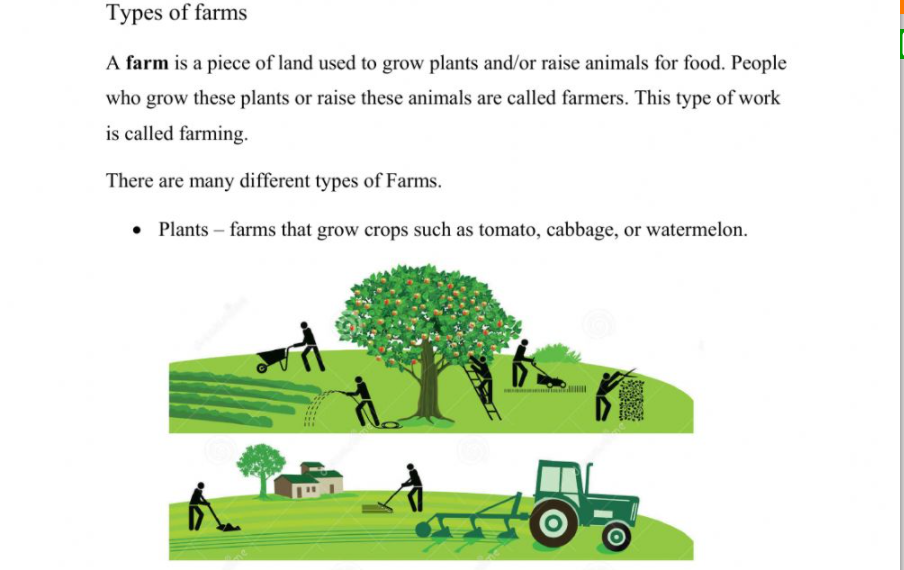 Types of farms
A farm is a piece of land used to grow plants and/or raise animals for food. People
who grow these plants or raise these animals are called farmers. This type of work
is called farming.
There are many different types of Farms.
• Plants – farms that grow crops such as tomato, cabbage, or watermelon.